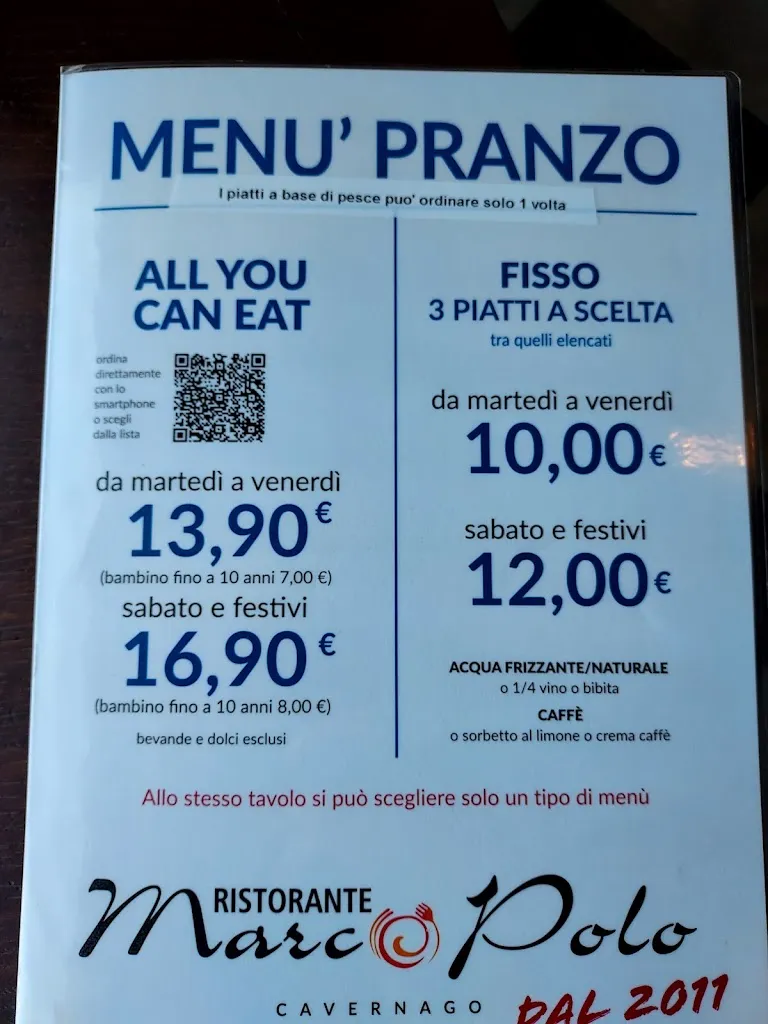 MENU' PRANZO
I piatti a base di pesce puo' ordinare solo 1 volta
ALL YOU
CAN EAT
ordina
direttamente
con lo
smartphone
o scegli
dalla lista
da martedì a venerdì
13,90€
(bambino fino a 10 anni 7,00 €)
sabato e festivi
16,90€
(bambino fino a 10 anni 8,00 €)
bevande e dolci esclusi
FISSO
3 PIATTI A SCELTA
tra quelli elencati
da martedì a venerdì
10,00€
sabato e festivi
12,00€
ACQUA FRIZZANTE/NATURALE
o 1/4 vino o bibita
CAFFÈ
o sorbetto al limone o crema caffè
Allo stesso tavolo si può scegliere solo un tipo di menù
RISTORANTE
Marco Polo
CAVERNAGO
DAL 2011